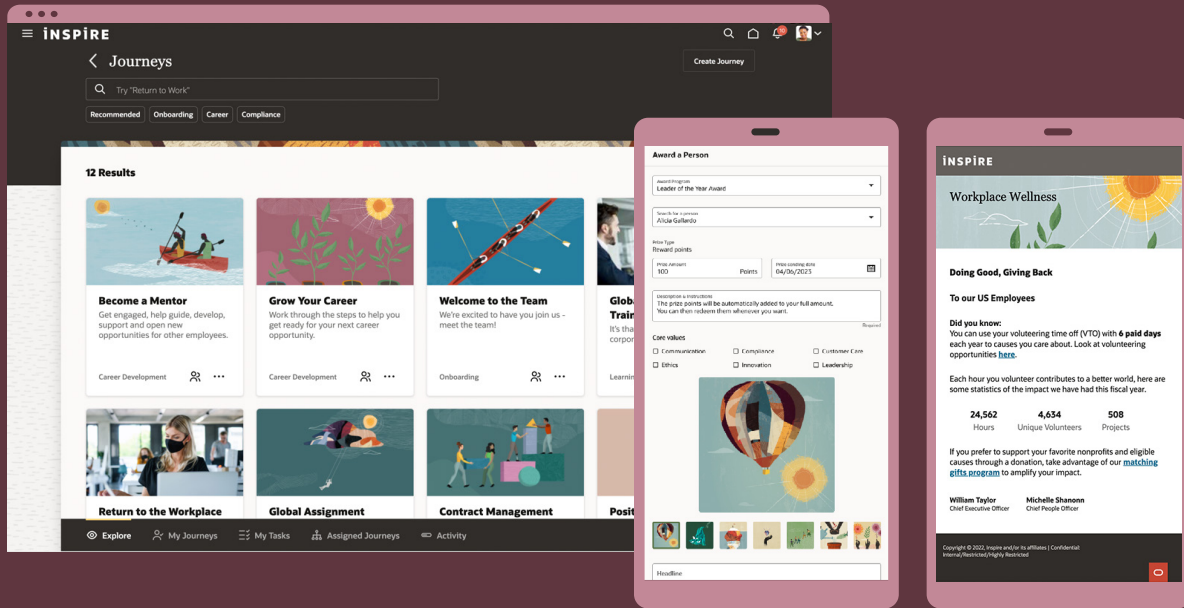 iNSPiRE
Journeys
Create Journey
Try "Return to Work"
Recommended
Onboarding
Career
Compliance
12 Results
Become a Mentor
Get engaged, help guide, develop,
support and open new
opportunities for other employees.
Career Development
Grow Your Career
Work through the steps to help you
get ready for your next career
opportunity.
Career Development
Welcome to the Team
We're excited to have you join us -
meet the team!
Onboarding
Return to the Workplace
Global Assignment
Contract Management
Explore
My Journeys
My Tasks
Assigned Journeys
Activity
Award a Person
Award Program
Leader of the Year Award
Search for a person
Alicia Gallardo
Prize Type
Reward points
Prize Amount
100
Points
Prize sending date
04/06/2023
Description & Instructions
The prize points will be automatically added to your full amount.
You can then redeem them whenever you want.
Required
Core values
Communication
Compliance
Customer Care
Ethics
Innovation
Leadership
Headline
iNSPiRE
Workplace Wellness
Doing Good, Giving Back
To our US Employees
Did you know:
You can use your voluteering time off (VTO) with 6 paid days
each year to causes you care about. Look at volunteering
opportunities here.
Each hour you volunteer contributes to a better world, here are
some statistics of the impact we have had this fiscal year.
24,562
Hours
4,634
Unique Volunteers
508
Projects
If you prefer to support your favorite nonprofits and eligible
causes through a donation, take advantage of our matching
gifts program to amplify your impact.
William Taylor
Chief Executive Officer
Michelle Shanonn
Chief People Officer
Copyright © 2022, Inspire and/or its affiliates | Confidential:
Internal/Restricted/Highly Restricted